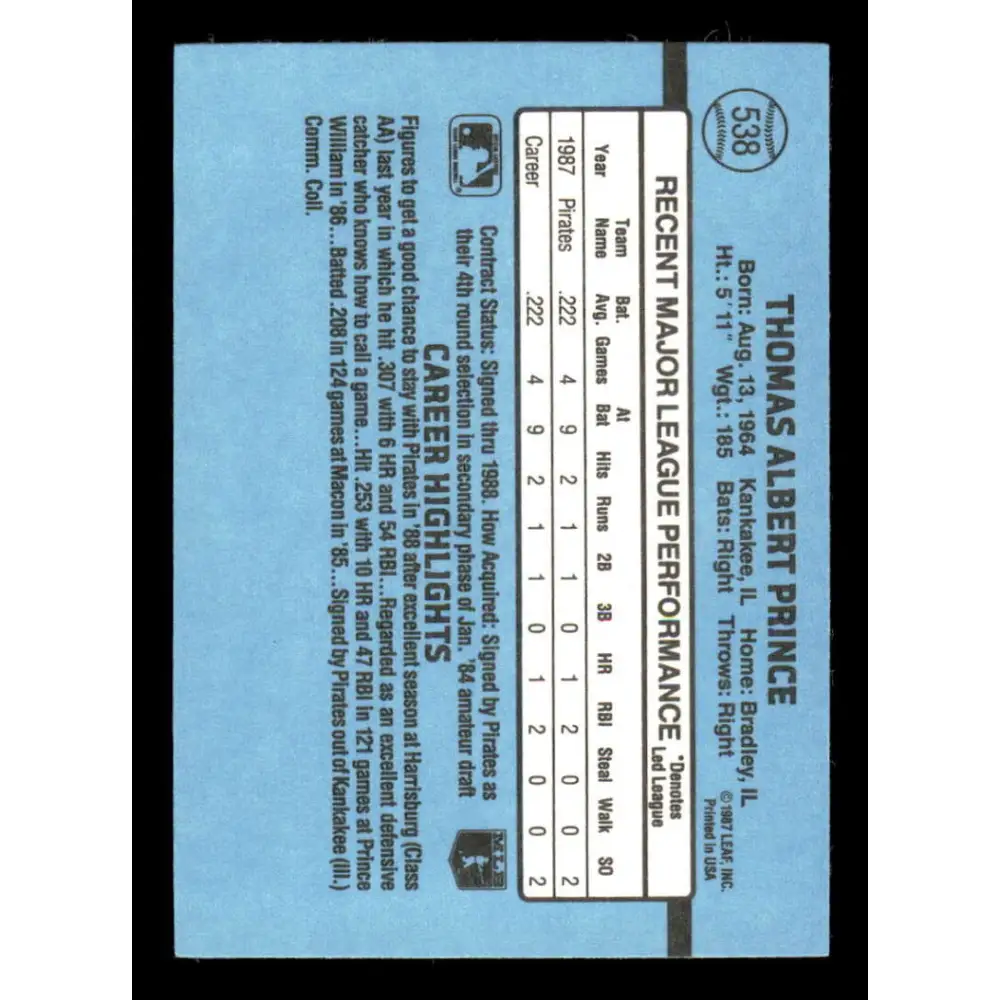 538
THOMAS ALBERT PRINCE
Born: Aug. 13, 1964 Kankakee, IL Home: Bradley, IL
Ht.: 5'11" Wgt.: 185 Bats: Right Throws: Right
©1987 LEAF, INC.
Printed in USA
RECENT MAJOR LEAGUE PERFORMANCE *Denotes
Led League
Year Team Name Bat. Avg. Games At Bat Hits Runs 2B 3B HR RBI Steal Walk SO
1987 Pirates .222 4 9 2 1 1 0 1 2 0 0 2
Career .222 4 9 2 1 1 0 1 2 0 0 2
Contract Status: Signed thru 1988. How Acquired: Signed by Pirates as
their 4th round selection in secondary phase of Jan. '84 amateur draft
MLB
CAREER HIGHLIGHTS
Figures to get a good chance to stay with Pirates in '88 after excellent season at Harrisburg (Class
AA) last year in which he hit .307 with 6 HR and 54 RBI...Regarded as an excellent defensive
catcher who knows how to call a game...Hit .253 with 10 HR and 47 RBI in 121 games at Prince
William in '86...Batted .208 in 124 games at Macon in '85...Signed by Pirates out of Kankakee (Ill.)
Comm. Coll.